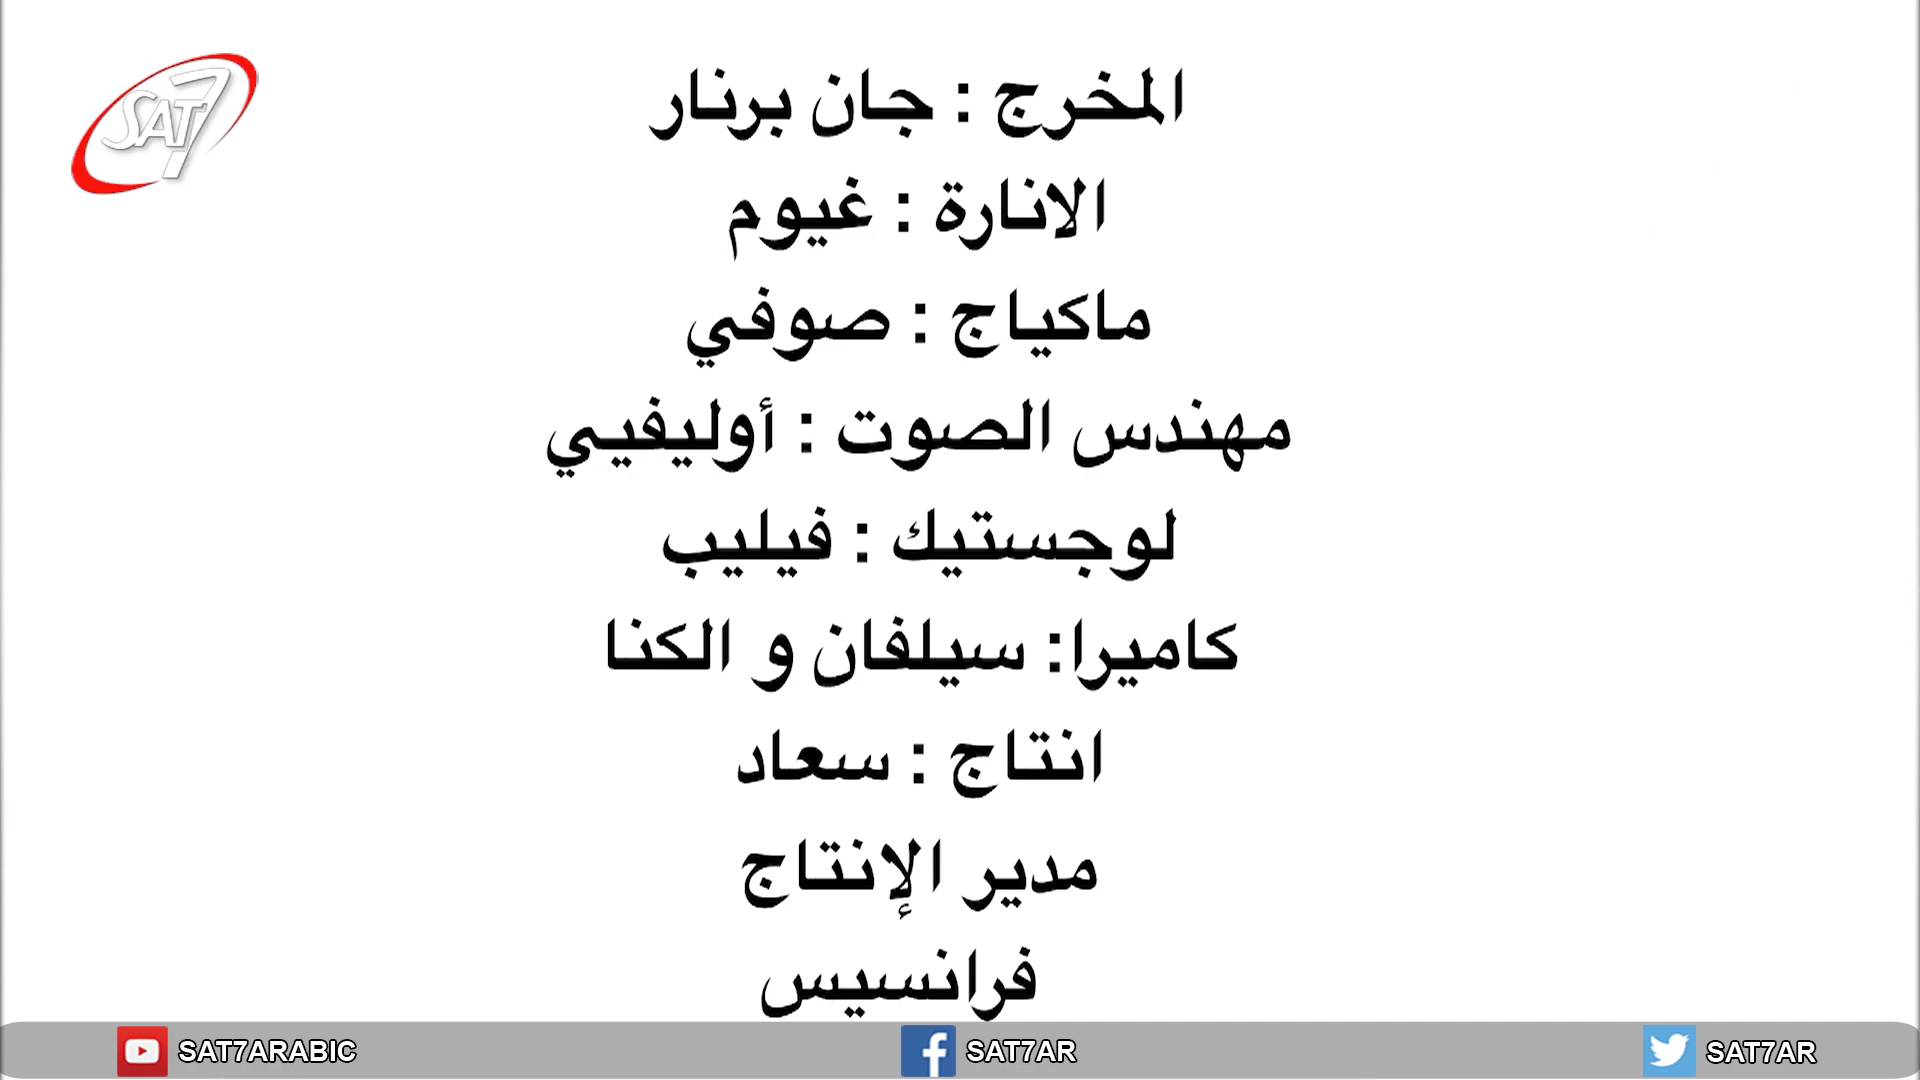 SAT7
المخرج : جان برنار
الانارة : غيوم
ماكياج : صوفي
مهندس الصوت : أوليفيي
لوجستيك : فيليب
كاميرا: سيلفان و الكنا
انتاج : سعاد
مدير الإنتاج
فرانسيس
SAT7ARABIC SAT7AR SAT7AR